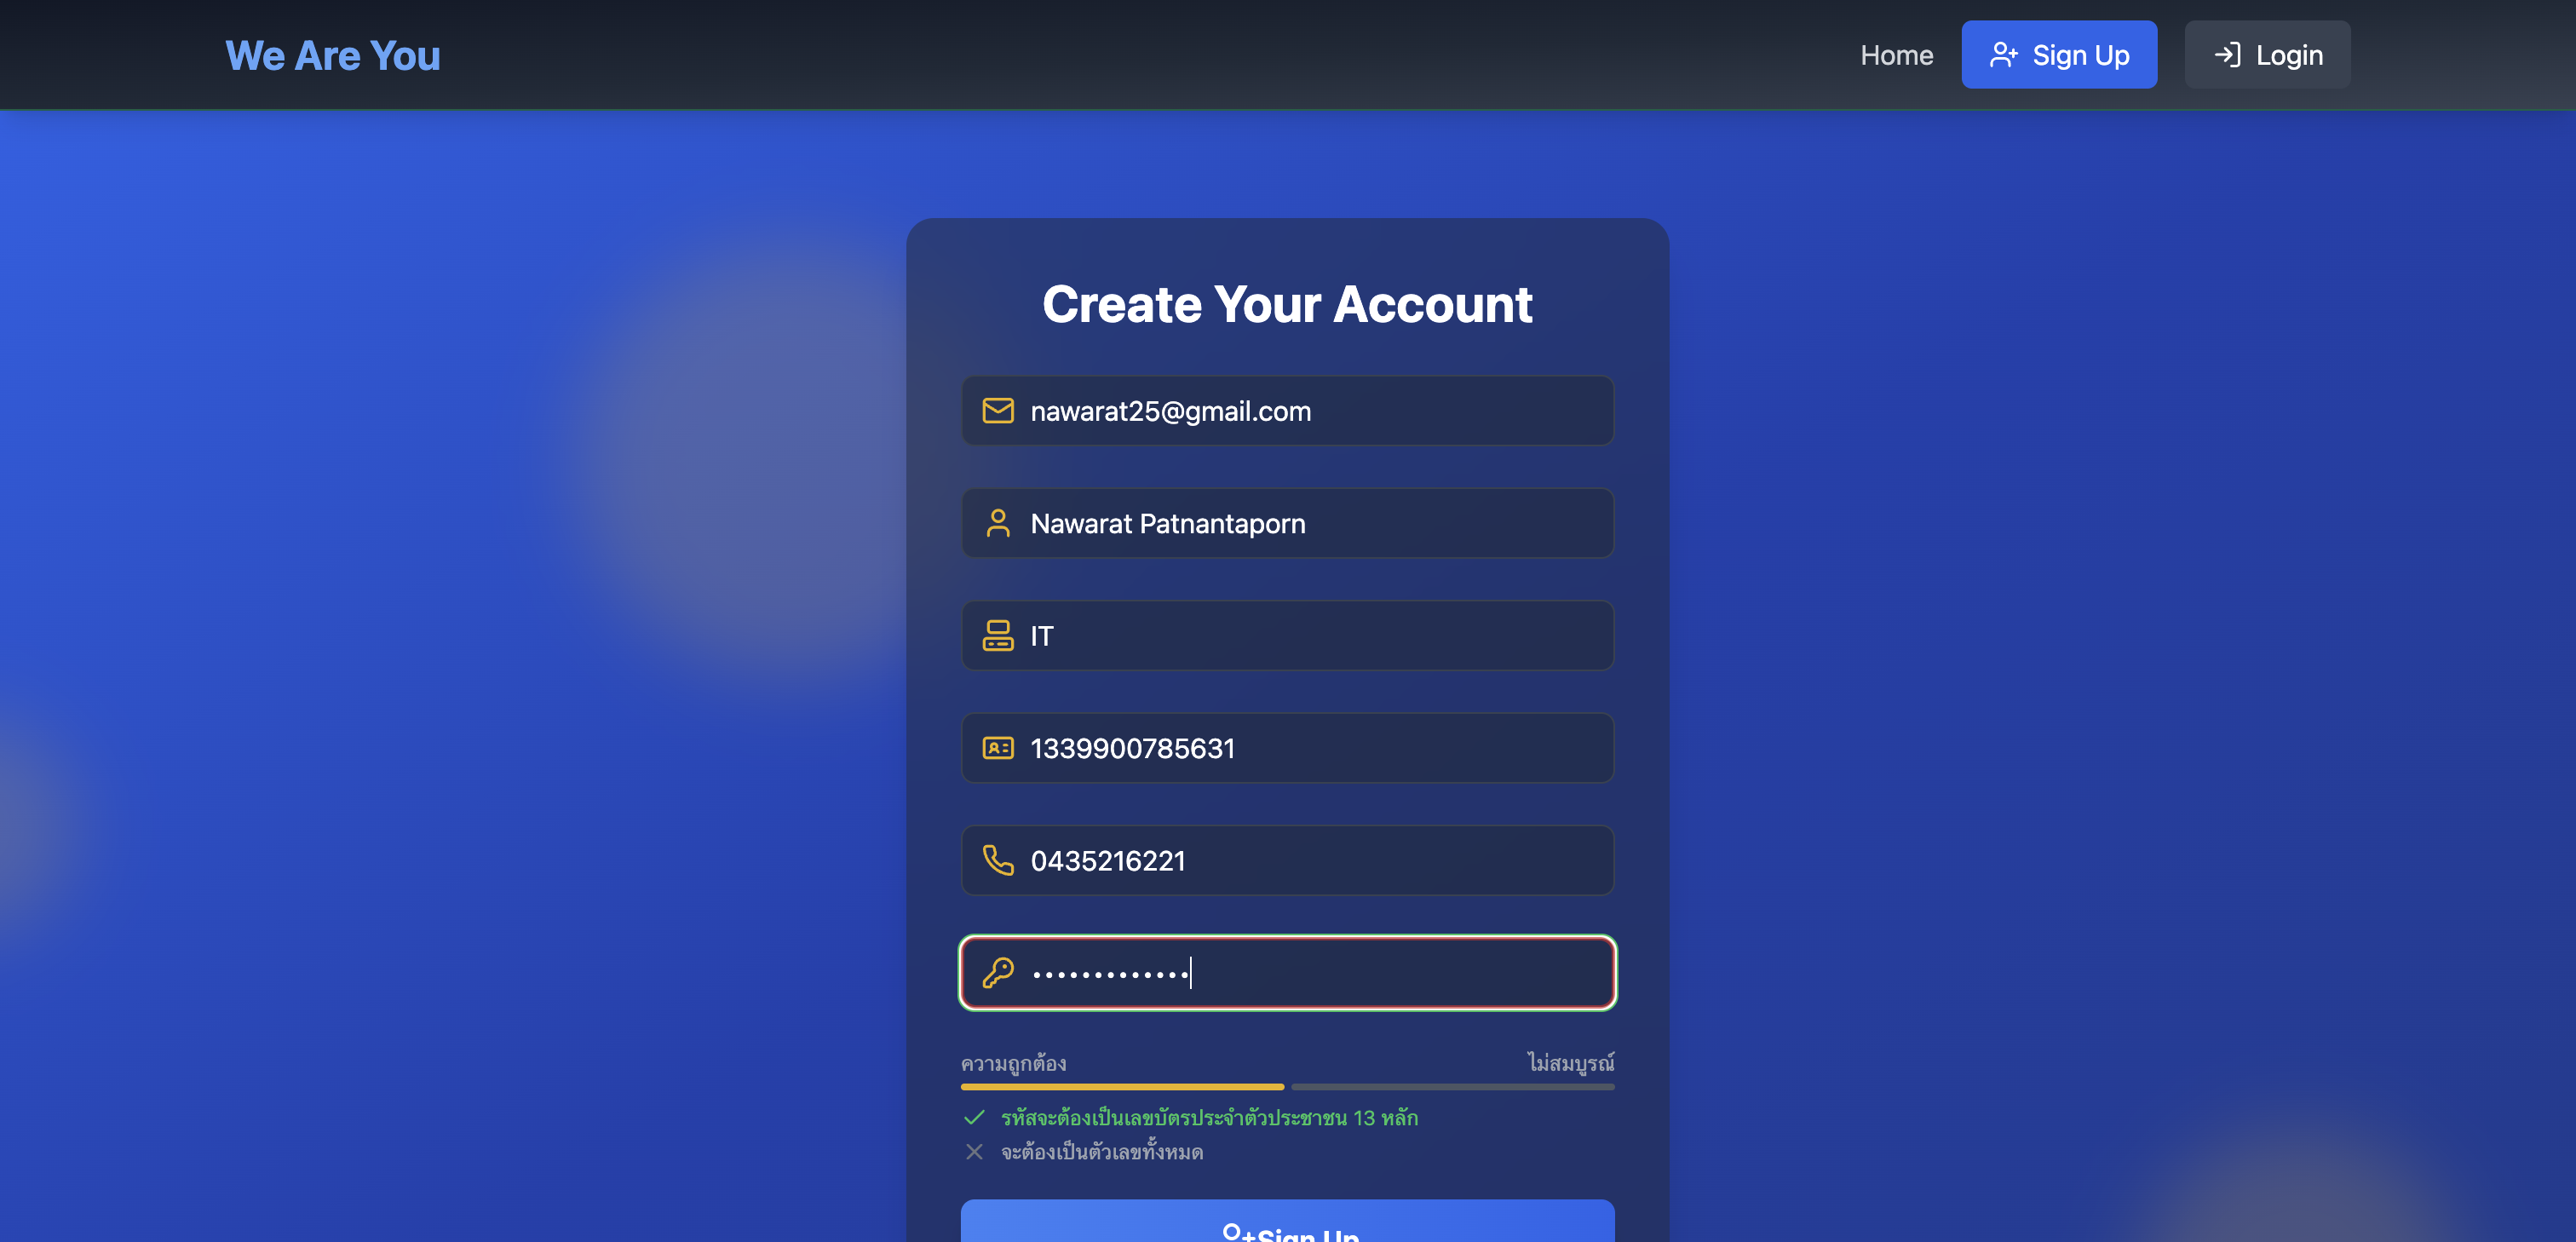 We Are You
Home
Sign Up
Login
Create Your Account
nawarat25@gmail.com
Nawarat Patnantaporn
IT
1339900785631
0435216221
•••••••••••••
ความถูกต้อง
ไม่สมบูรณ์
รหัสจะต้องเป็นเลขบัตรประจำตัวประชาชน 13 หลัก
จะต้องเป็นตัวเลขทั้งหมด
Sign Up